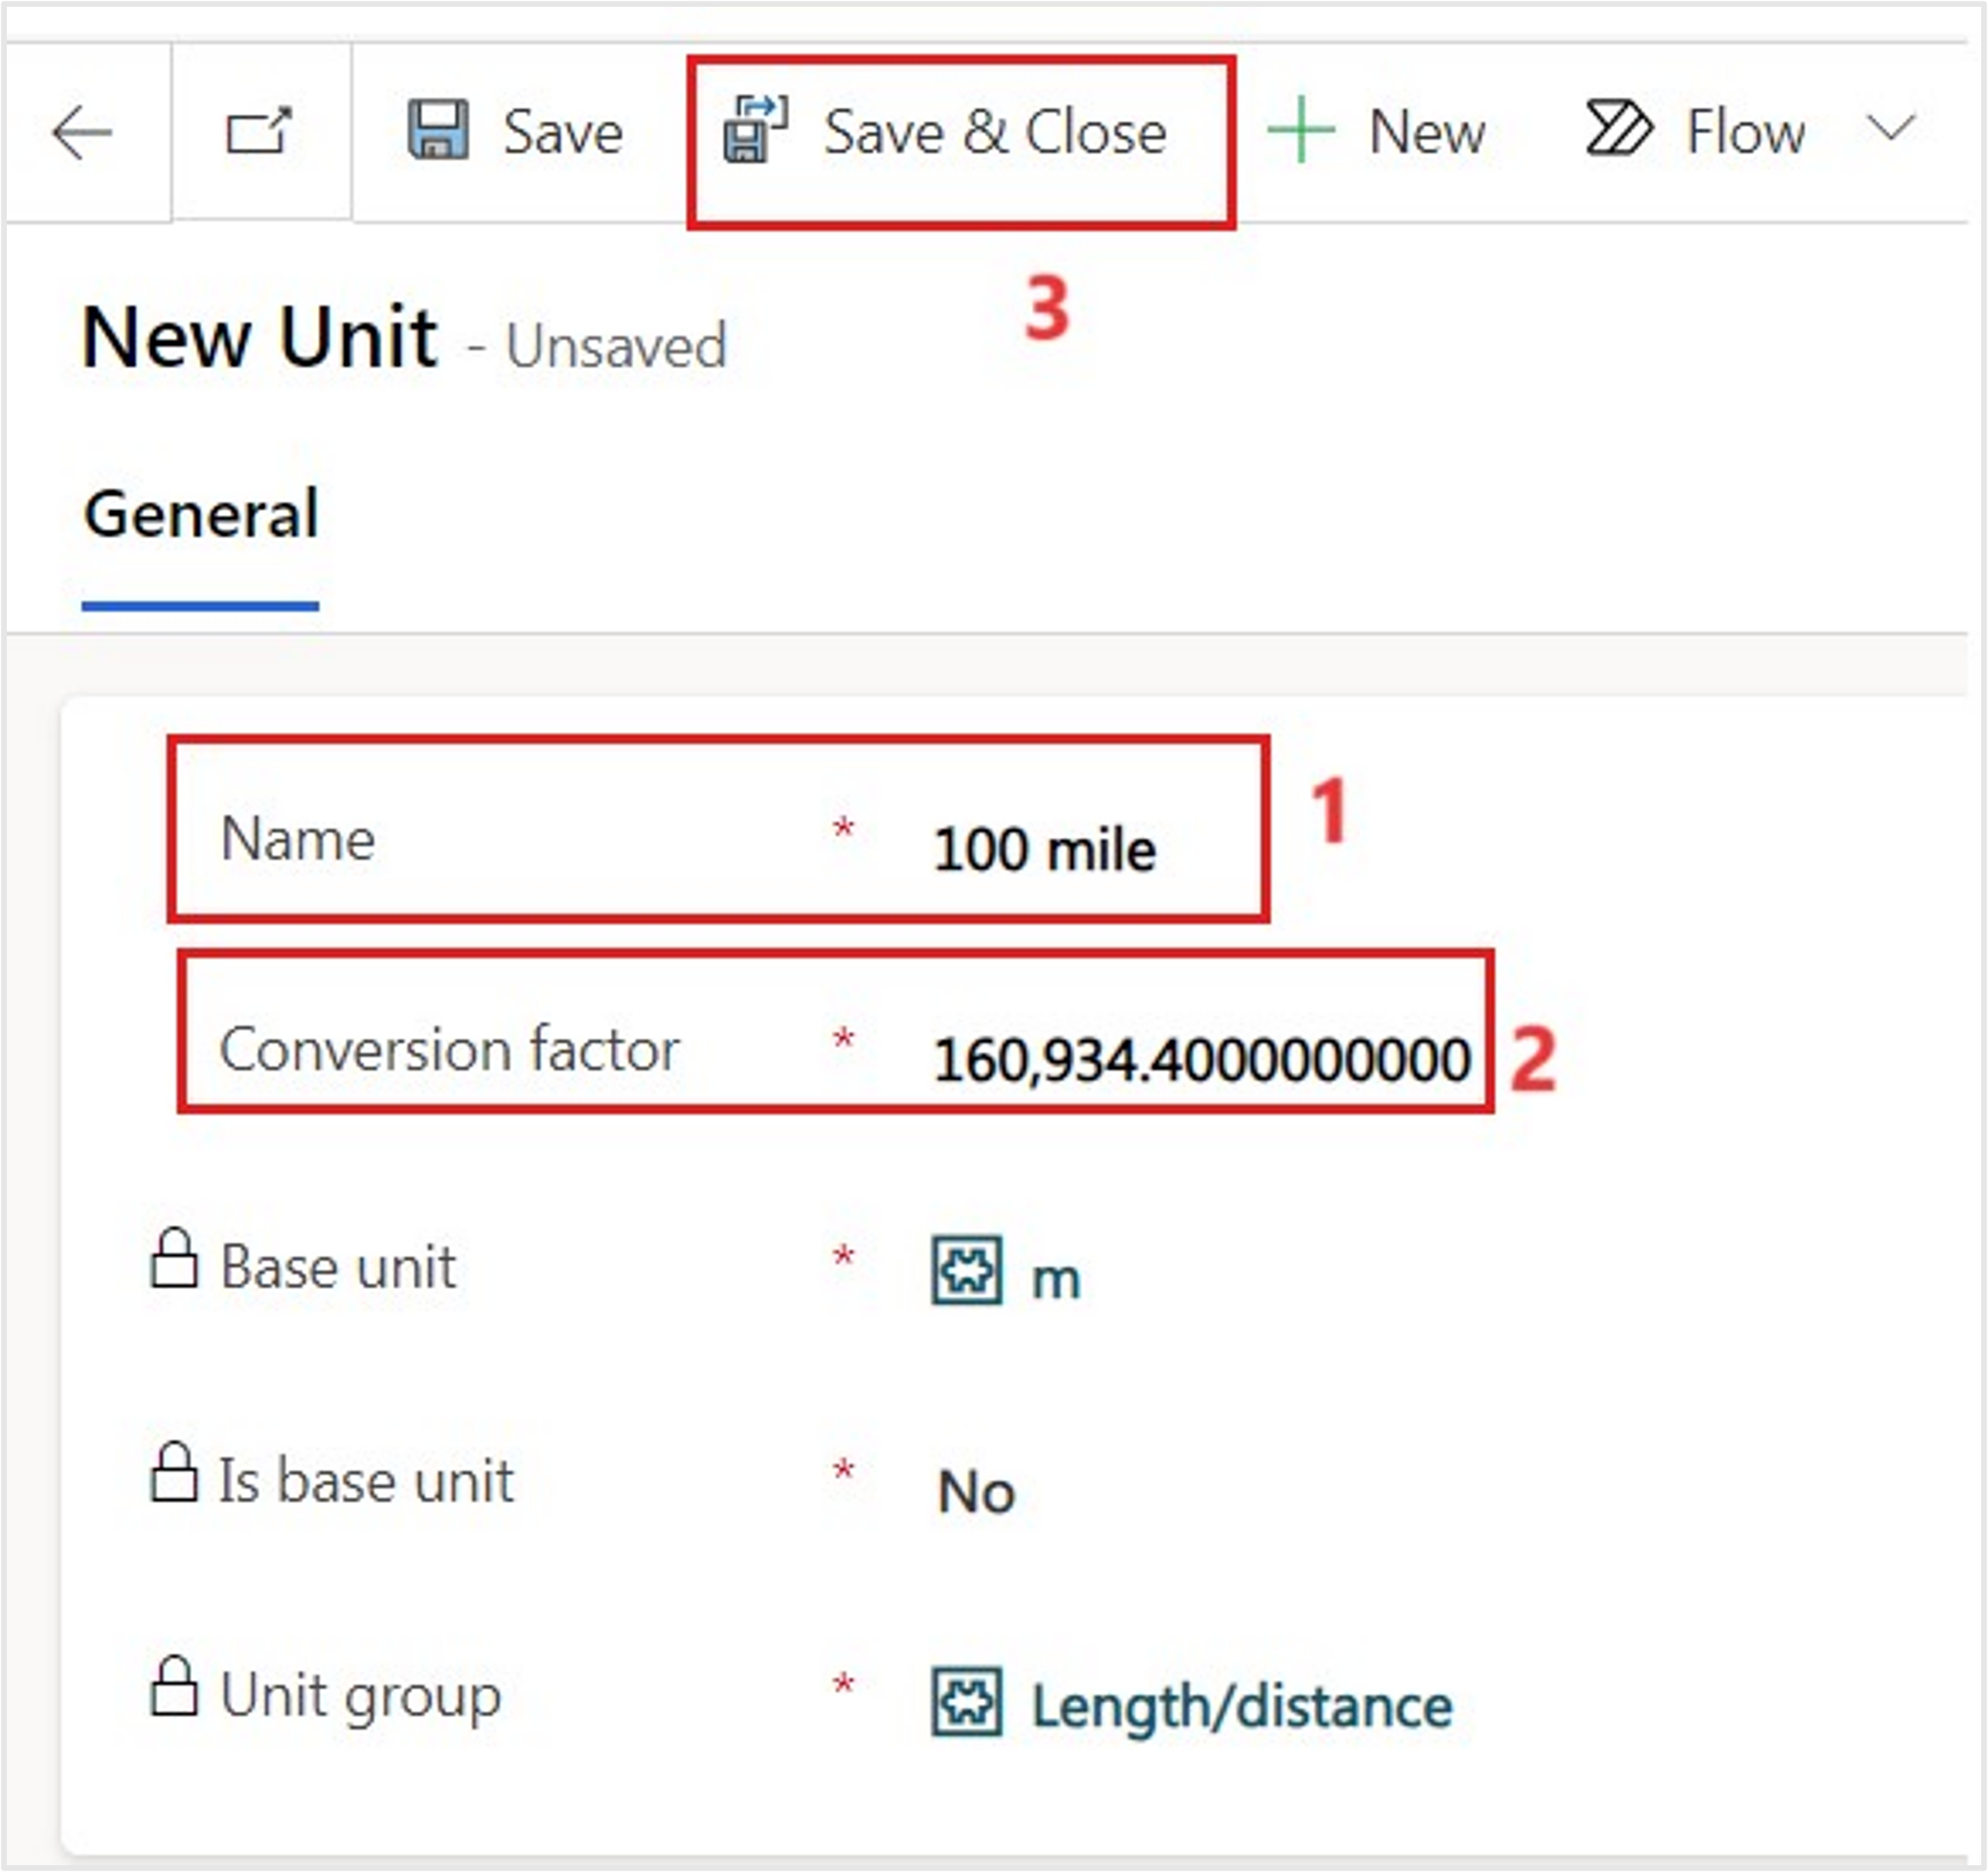 Save Save & Close New Flow
3
New Unit - Unsaved
General
Name * 100 mile 1
Conversion factor * 160,934.4000000000 2
Base unit * m
Is base unit * No
Unit group * Length/distance